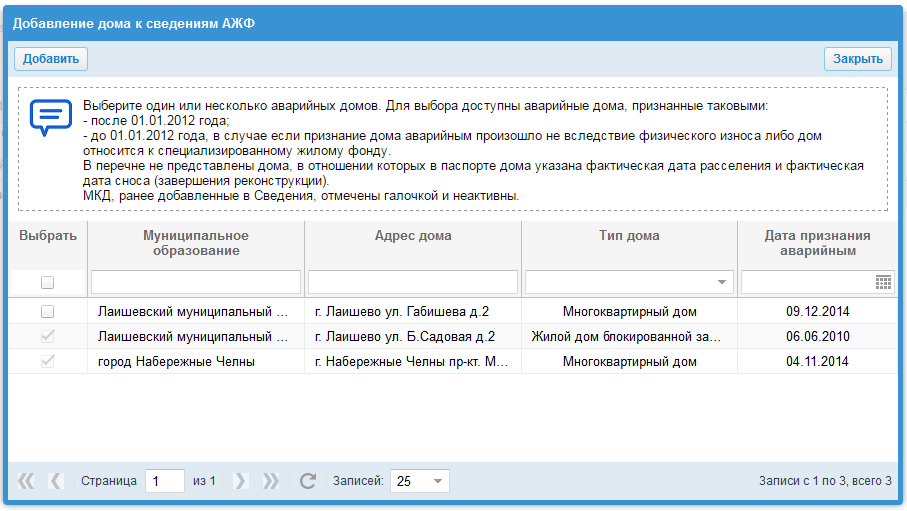 Добавление дома к сведениям АЖФ
Добавить
Закрыть
Выберите один или несколько аварийных домов. Для выбора доступны аварийные дома, признанные таковыми:
- после 01.01.2012 года;
- до 01.01.2012 года, в случае если признание дома аварийным произошло не вследствие физического износа либо дом
относится к специализированному жилому фонду.
В перечне не представлены дома, в отношении которых в паспорте дома указана фактическая дата расселения и фактическая
дата сноса (завершения реконструкции).
МКД, ранее добавленные в Сведения, отмечены галочкой и неактивны.
Выбрать Муниципальное образование Адрес дома Тип дома Дата признания аварийным
Лаишевский муниципальный ... г. Лаишево ул. Габишева д.2 Многоквартирный дом 09.12.2014
Лаишевский муниципальный ... г. Лаишево ул. Б.Садовая д.2 Жилой дом блокированной за... 06.06.2010
город Набережные Челны г. Набережные Челны пр-кт. М... Многоквартирный дом 04.11.2014
Страница 1 из 1 Записей: 25 Записи с 1 по 3, всего 3